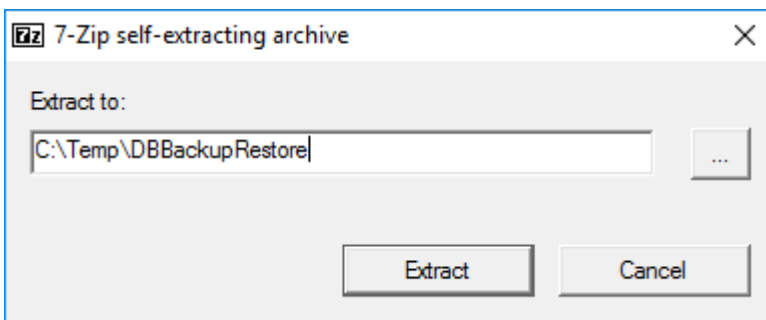 7z 7-Zip self-extracting archive
Extract to:
C:\Temp\DBBackupRestore
...
Extract Cancel